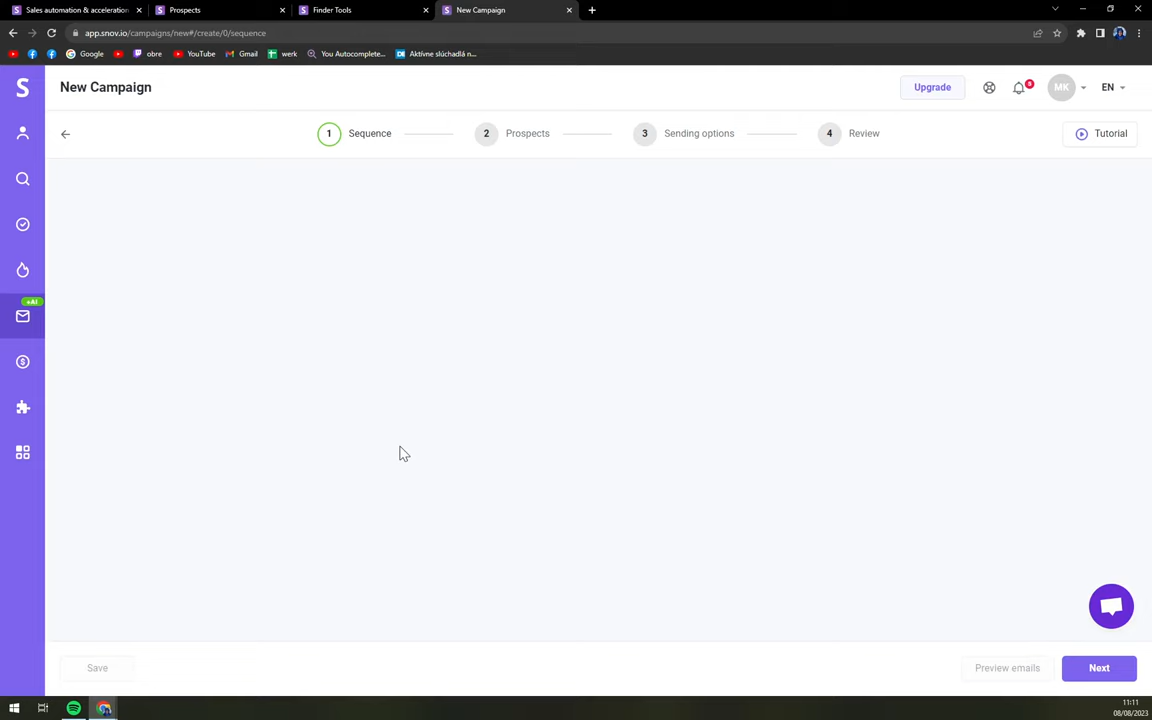 Sales automation & acceleration
Prospects
Finder Tools
New Campaign
app.snov.io/campaigns/new#/create/0/sequence
Google
obre
YouTube
Gmail
werk
You Autocomplete...
Aktívne slúchadlá n...
S
New Campaign
Upgrade
MK
EN
1 Sequence
2 Prospects
3 Sending options
4 Review
Tutorial
+AI
Save
Preview emails
Next
11:11
08/08/2023